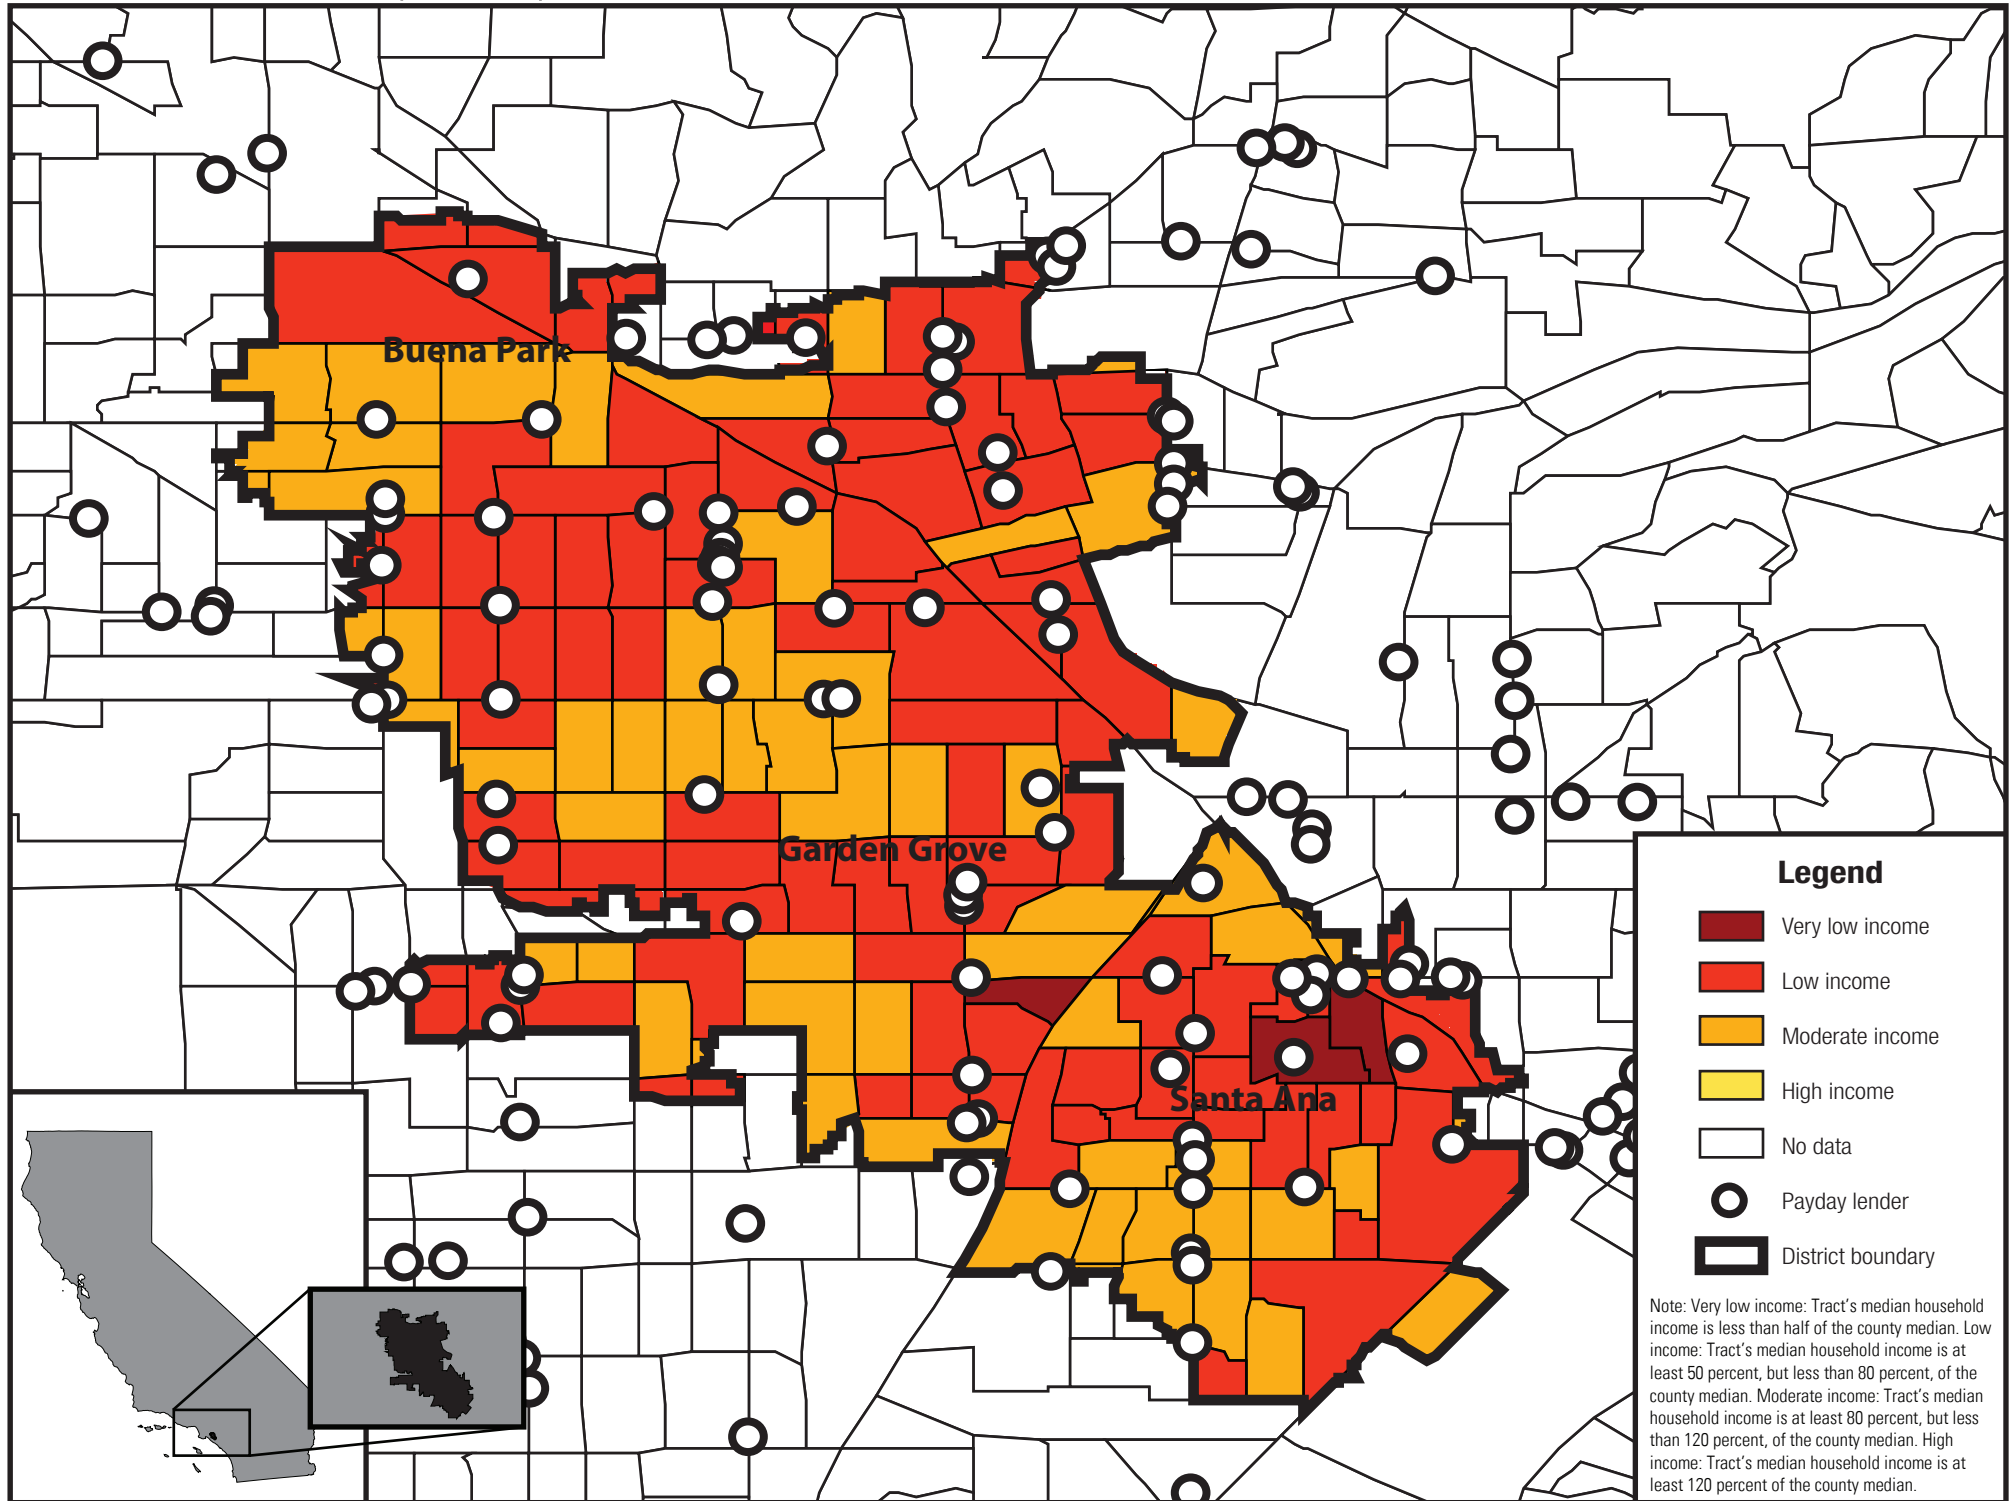 Buena Park
Garden Grove
Santa Ana
Legend
Very low income
Low income
Moderate income
High income
No data
Payday lender
District boundary
Note: Very low income: Tract's median household
income is less than half of the county median. Low
income: Tract's median household income is at
least 50 percent, but less than 80 percent, of the
county median. Moderate income: Tract's median
household income is at least 80 percent, but less
than 120 percent, of the county median. High
income: Tract's median household income is at
least 120 percent of the county median.